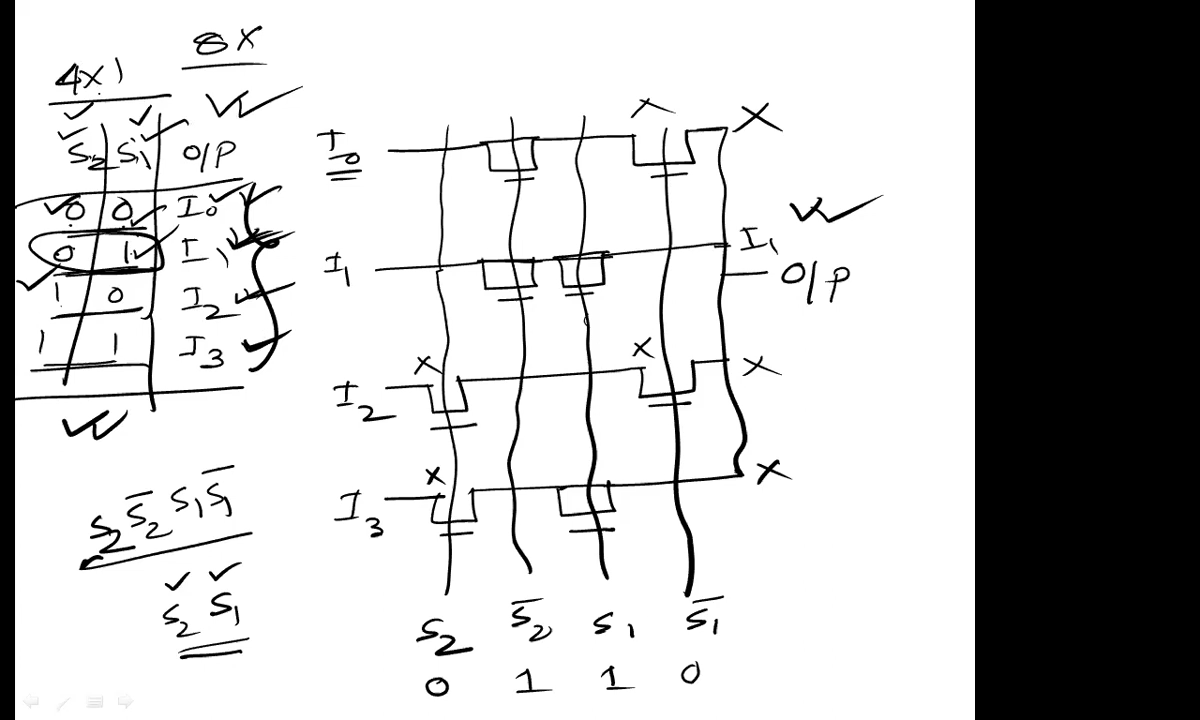 8X
4X1
S2 S1 O/P
0 0 I0
0 1 I1
1 0 I2
1 1 I3
S2 S̅2 S1 S̅1
S2 S1
I0 X X
I1 I1
O/P
I2 X X X
I3 X X
S2 S̅2 S1 S̅1
0 1 1 0